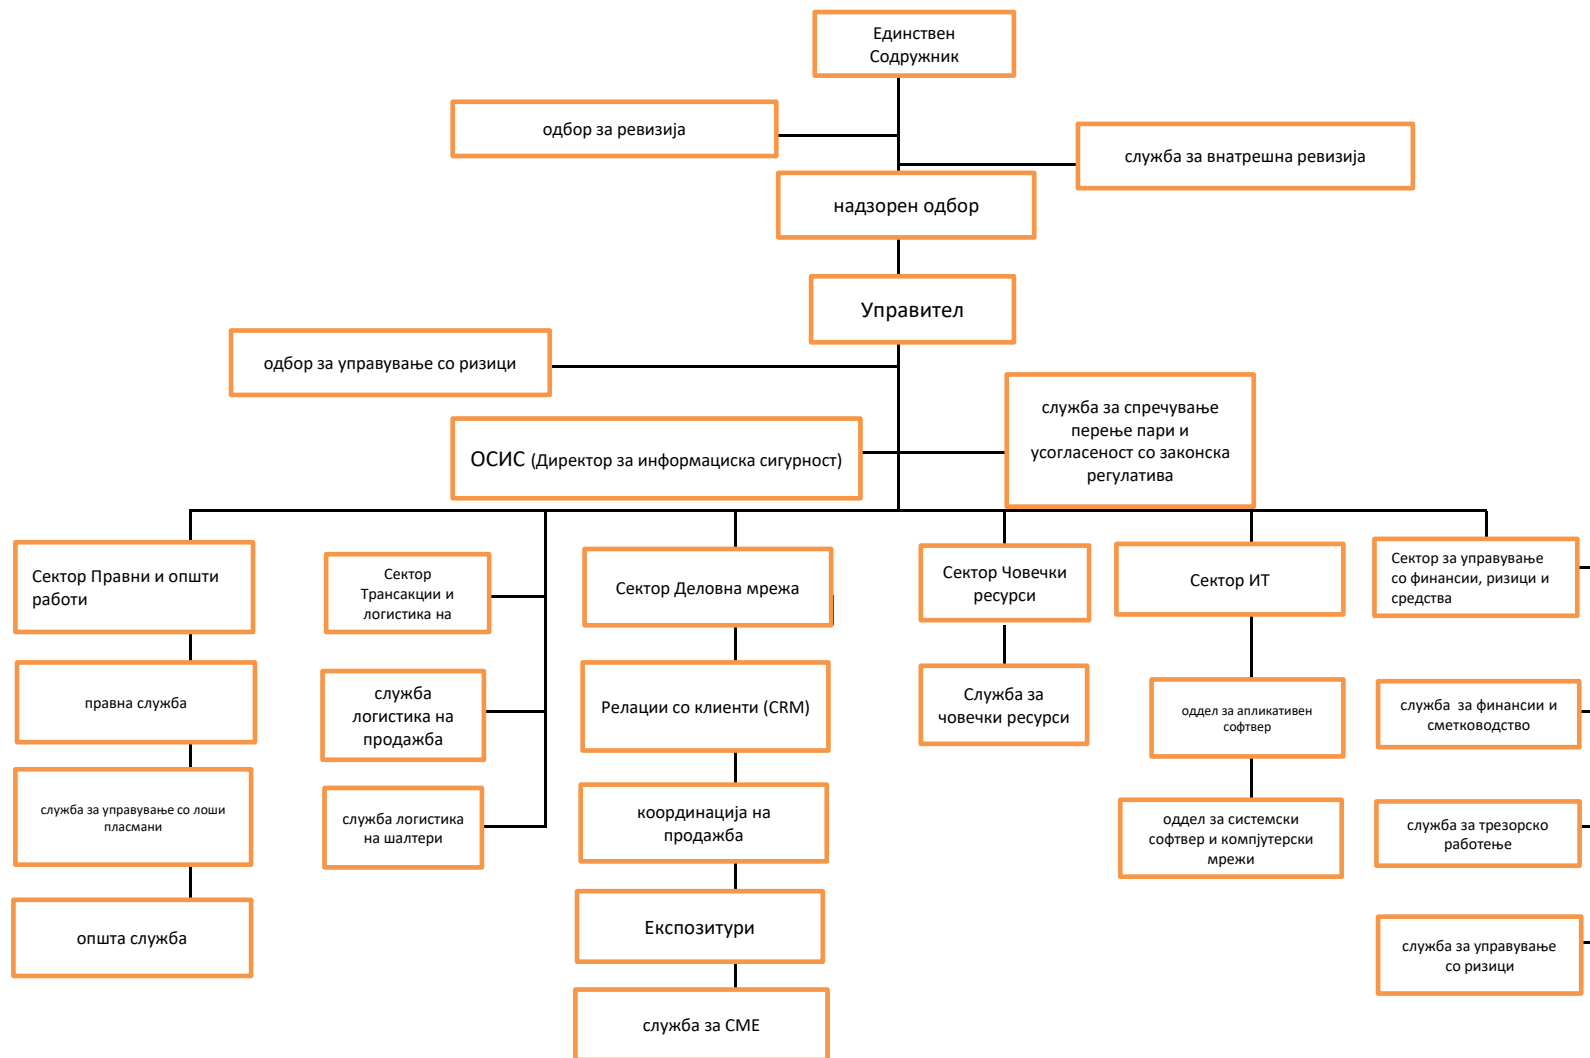 Единствен
Содружник
одбор за ревизија
служба за внатрешна ревизија
надзорен одбор
Управител
одбор за управување со ризици
служба за спречување
перење пари и
усогласеност со законска
регулатива
ОСИС (Директор за информациска сигурност)
Сектор Правни и општи
работи
Сектор
Трансакции и
логистика на
Сектор Деловна мрежа
Сектор Човечки
ресурси
Сектор ИТ
Сектор за управување
со финансии, ризици и
средства
правна служба
служба
логистика на
продажба
Релации со клиенти (CRM)
Служба за
човечки ресурси
оддел за апликативен
софтвер
служба за финансии и
сметководство
служба за управување со лоши
пласмани
служба логистика
на шалтери
координација на
продажба
оддел за системски
софтвер и компјутерски
мрежи
служба за трезорско
работење
општа служба
Експозитури
служба за управување
со ризици
служба за СМЕ